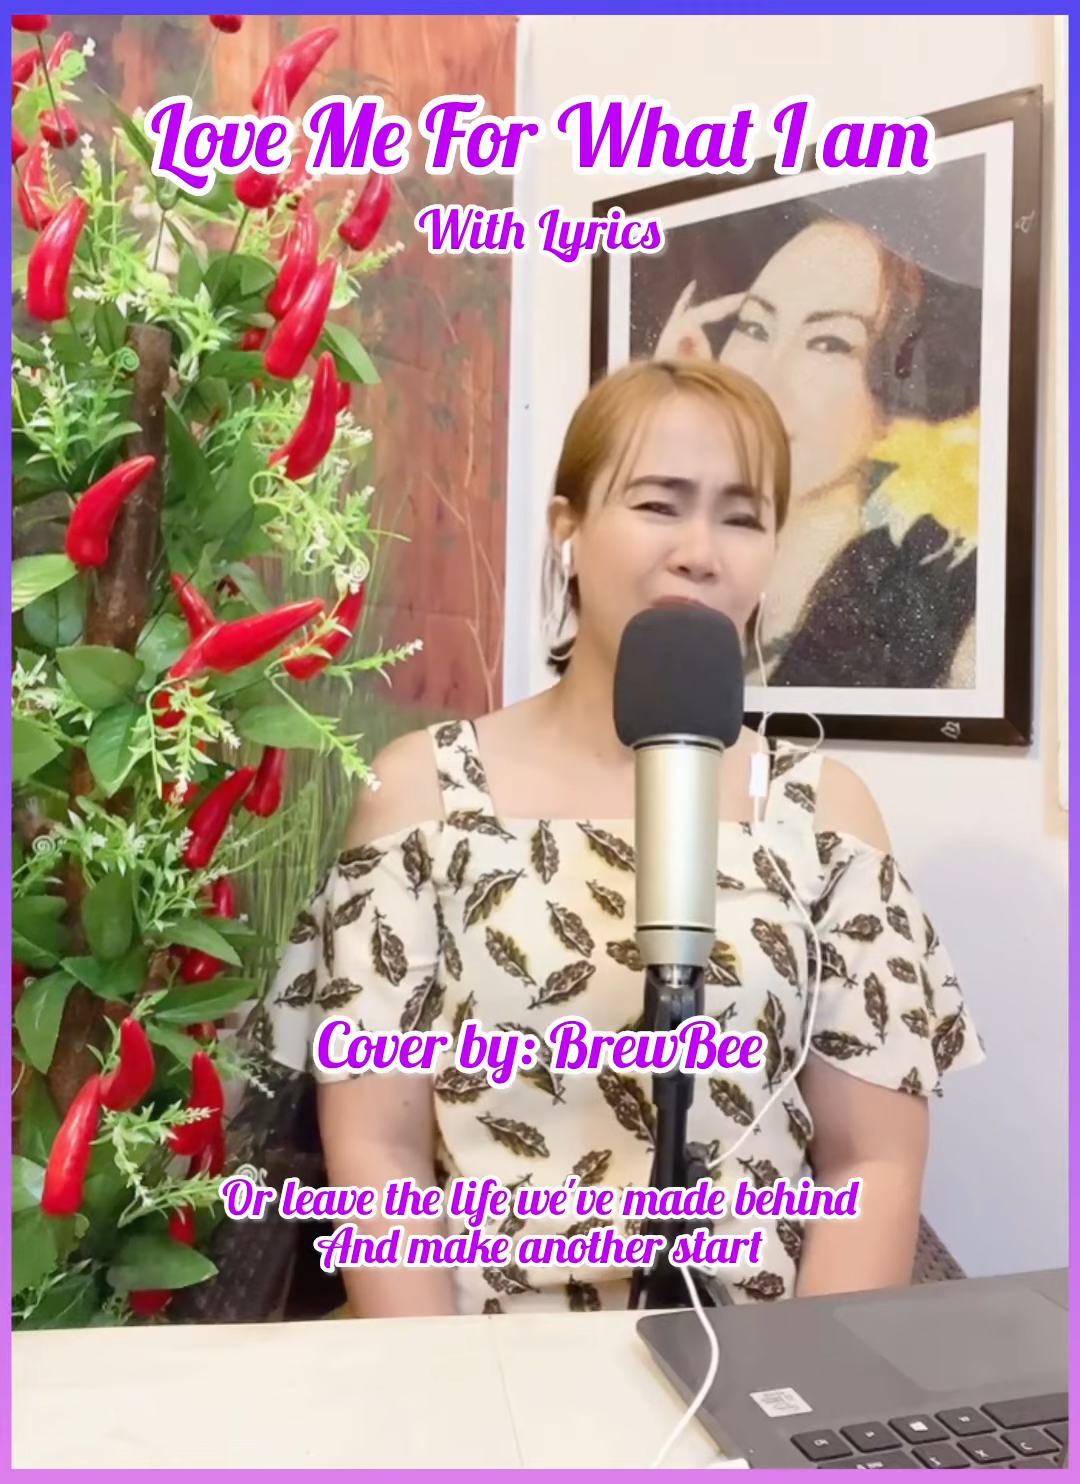 Love Me For What I am
With Lyrics
Cover by: BrewBee
Or leave the life we've made behind
And make another start